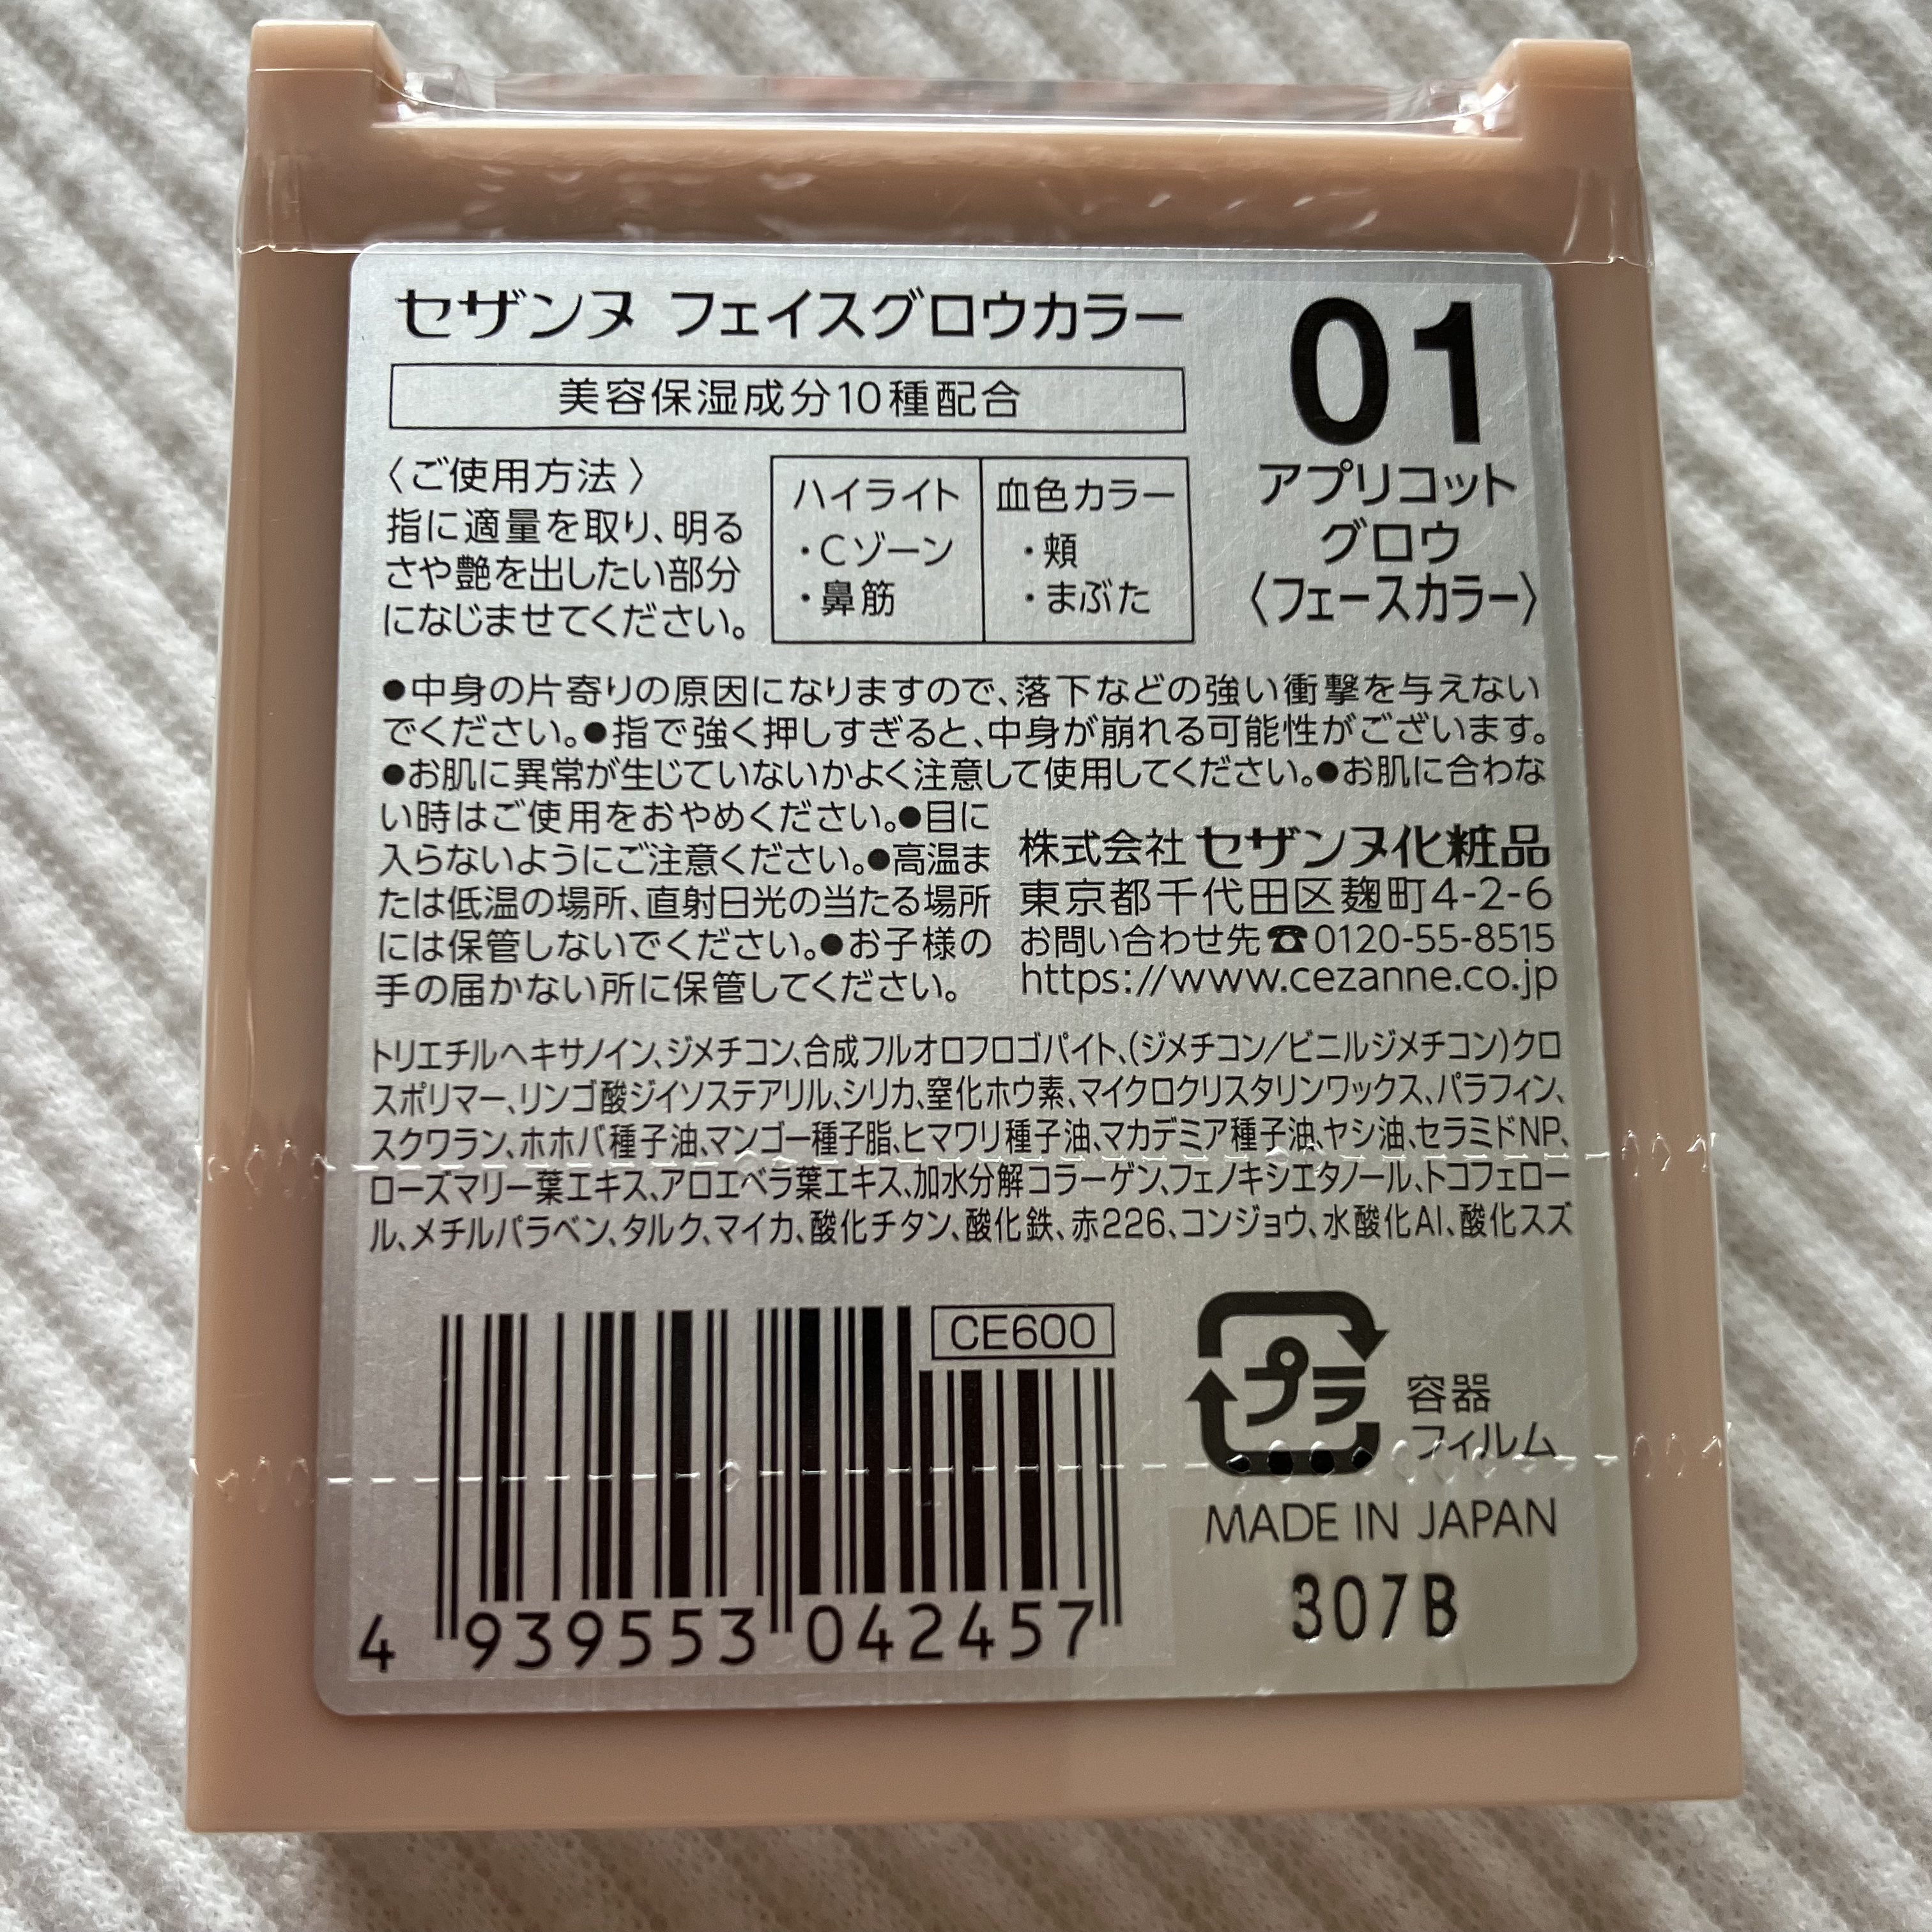 セザンヌ フェイスグロウカラー
美容保湿成分10種配合
01
アプリコット
グロウ
〈フェースカラー〉
〈ご使用方法〉
指に適量を取り、明る
さや艶を出したい部分
になじませてください。
ハイライト
・Cゾーン
・鼻筋
血色カラー
・頬
・まぶた
●中身の片寄りの原因になりますので、落下などの強い衝撃を与えない
でください。●指で強く押しすぎると、中身が崩れる可能性がございます。
●お肌に異常が生じていないかよく注意して使用してください。●お肌に合わな
い時はご使用をおやめください。●目に
入らないようにご注意ください。●高温ま
たは低温の場所、直射日光の当たる場所
には保管しないでください。●お子様の
手の届かない所に保管してください。
株式会社 セザンヌ化粧品
東京都千代田区麹町4-2-6
お問い合わせ先☎0120-55-8515
https://www.cezanne.co.jp
トリエチルヘキサノイン、ジメチコン、合成フルオロフロゴパイト、(ジメチコン/ビニルジメチコン)クロ
スポリマー、リンゴ酸ジイソステアリル、シリカ、窒化ホウ素、マイクロクリスタリンワックス、パラフィン、
スクワラン、ホホバ種子油、マンゴー種子脂、ヒマワリ種子油、マカデミア種子油、ヤシ油、セラミドNP、
ローズマリー葉エキス、アロエベラ葉エキス、加水分解コラーゲン、フェノキシエタノール、トコフェロー
ル、メチルパラベン、タルク、マイカ、酸化チタン、酸化鉄、赤226、コンジョウ、水酸化Al、酸化スズ
CE600
4 939553 042457
プラ
容器
フィルム
MADE IN JAPAN
307B